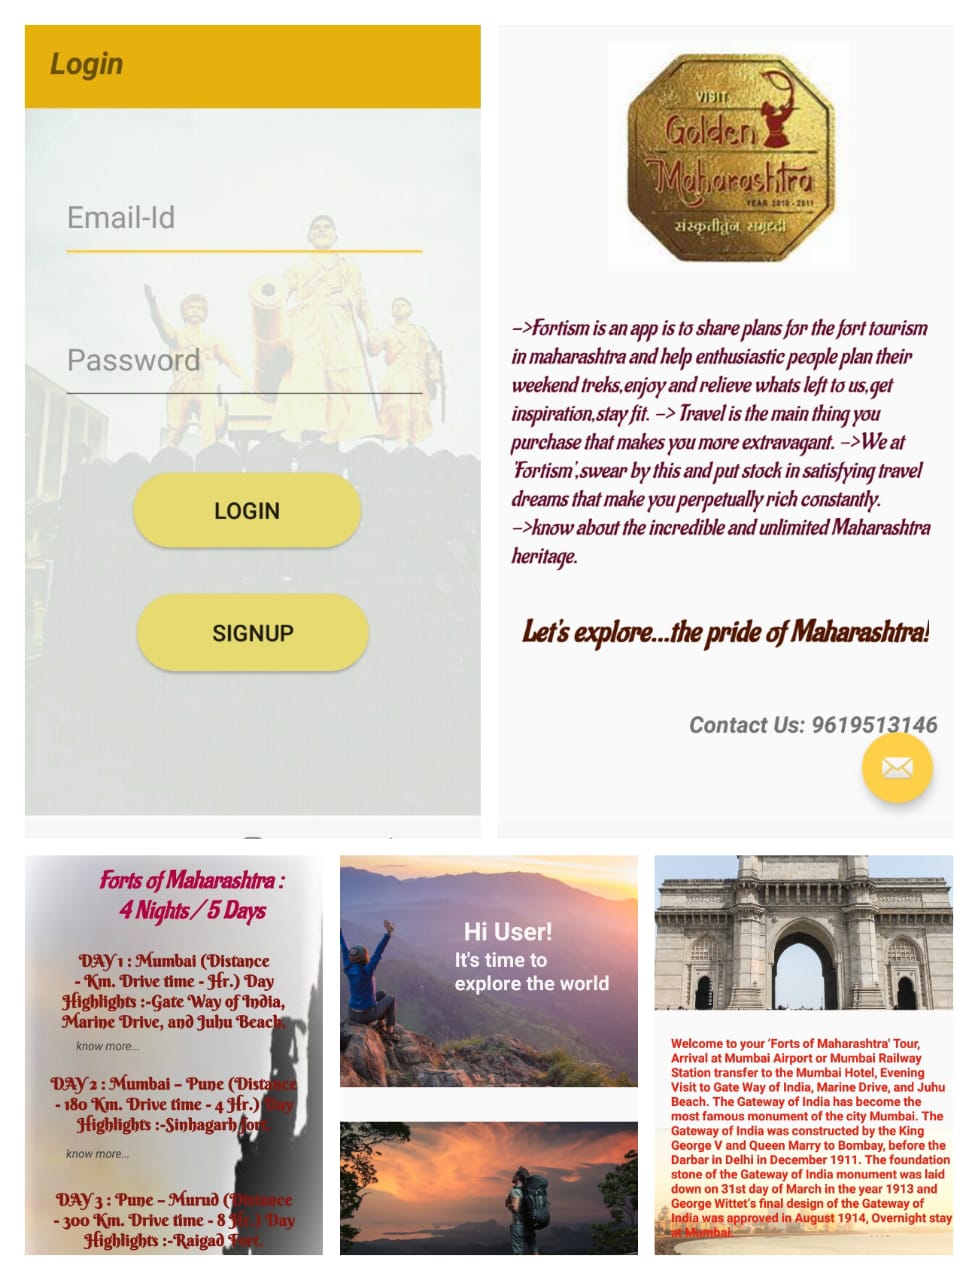 Login
Email-Id
Password
LOGIN
SIGNUP
VISIT
Golden
Maharashtra
YEAR 2010 - 2011
संस्कृतीतून समृध्दी
–>Fortism is an app is to share plans for the fort tourism
in maharashtra and help enthusiastic people plan their
weekend treks,enjoy and relieve whats left to us,get
inspiration,stay fit. –> Travel is the main thing you
purchase that makes you more extravagant. –>We at
'Fortism',swear by this and put stock in satisfying travel
dreams that make you perpetually rich constantly.
–>know about the incredible and unlimited Maharashtra
heritage.
Let's explore...the pride of Maharashtra!
Contact Us: 9619513146
Forts of Maharashtra :
4 Nights / 5 Days
DAY 1 : Mumbai (Distance
- Km. Drive time - Hr.) Day
Highlights :-Gate Way of India,
Marine Drive, and Juhu Beach.
know more...
DAY 2 : Mumbai – Pune (Distance
- 180 Km. Drive time - 4 Hr.) Day
Highlights :-Sinhagarh fort.
know more...
DAY 3 : Pune – Murud (Distance
- 300 Km. Drive time - 8 Hr.) Day
Highlights :-Raigad Fort.
Hi User!
It's time to
explore the world
Welcome to your ‘Forts of Maharashtra' Tour,
Arrival at Mumbai Airport or Mumbai Railway
Station transfer to the Mumbai Hotel, Evening
Visit to Gate Way of India, Marine Drive, and Juhu
Beach. The Gateway of India has become the
most famous monument of the city Mumbai. The
Gateway of India was constructed by the King
George V and Queen Marry to Bombay, before the
Darbar in Delhi in December 1911. The foundation
stone of the Gateway of India monument was laid
down on 31st day of March in the year 1913 and
George Wittet's final design of the Gateway of
India was approved in August 1914, Overnight stay
at Mumbai.